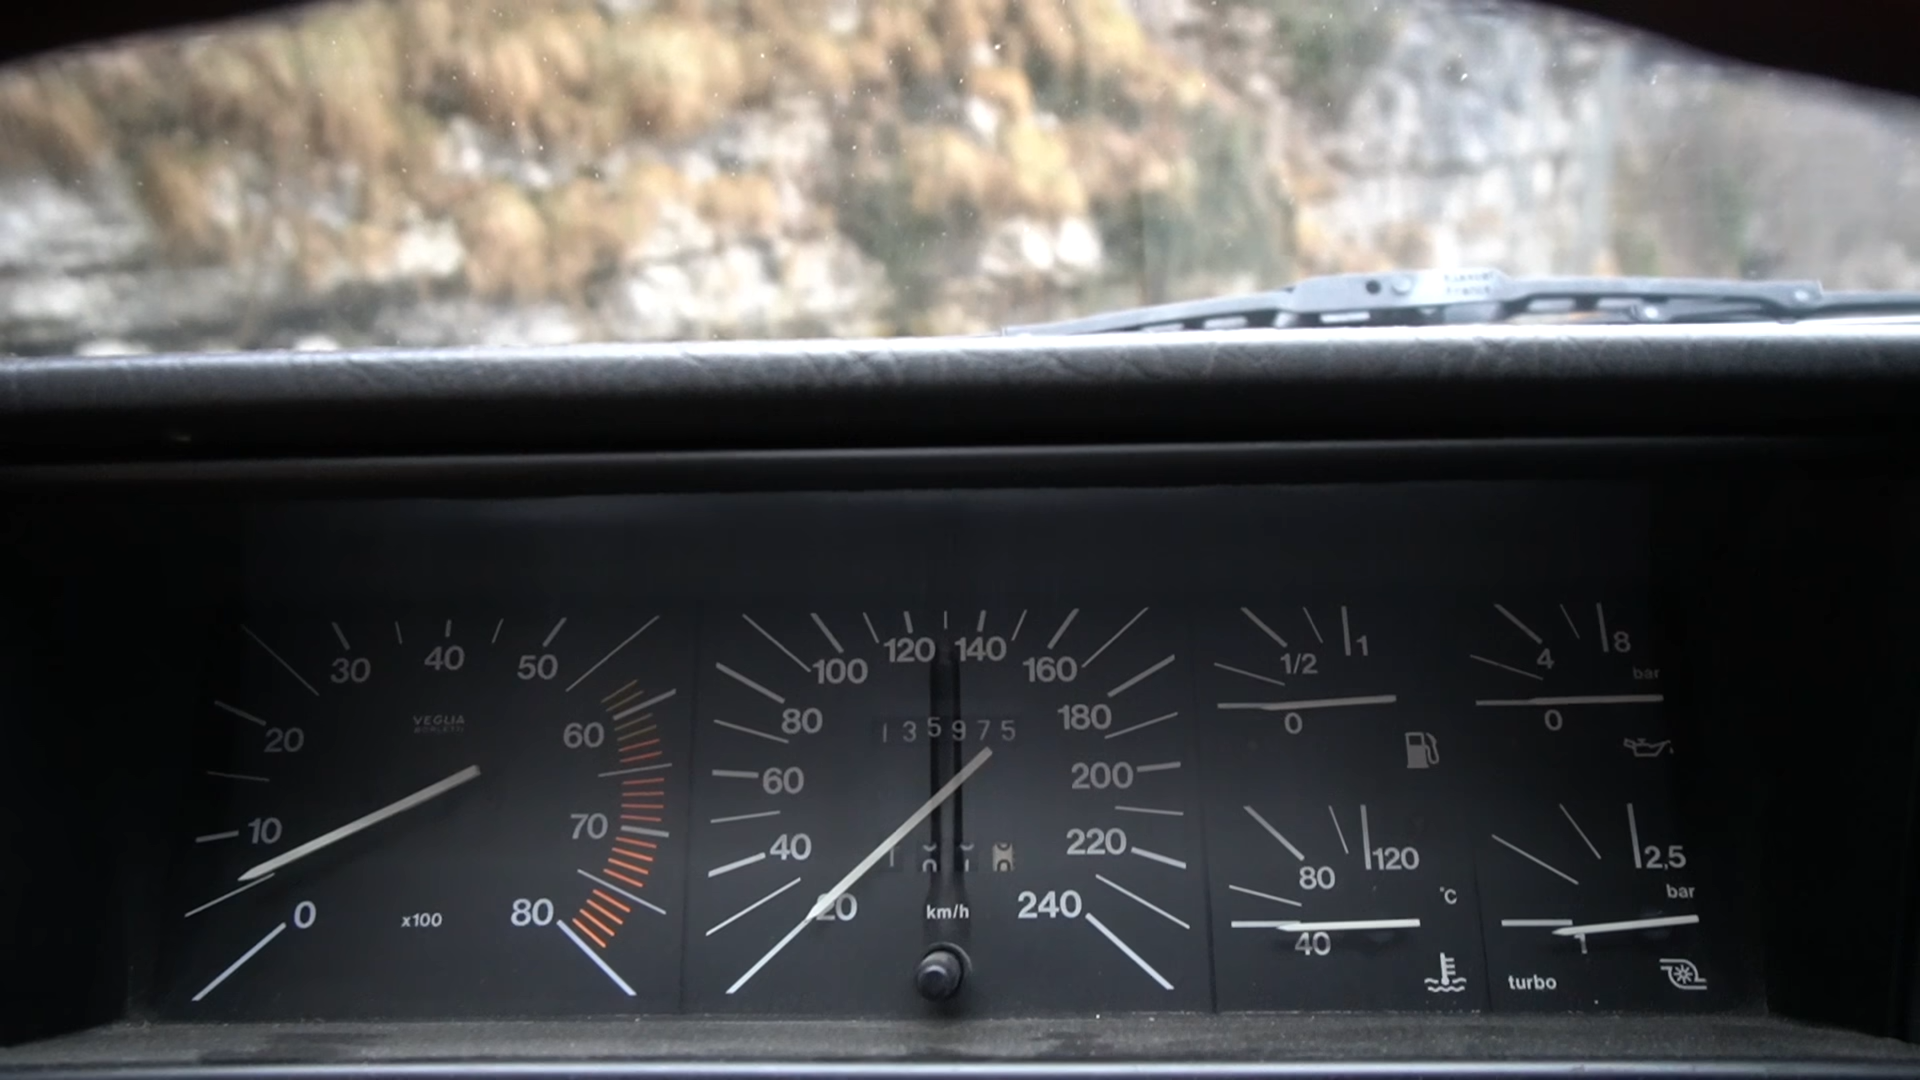 30 40 50
20 60
VEGLIA
BORLETTI
10 70
0 x100 80
100 120 140 160
80 180
135975
60 200
40 220
20 km/h 240
1/2 1
0
4 8
bar
0
80 120
°C
40
2,5
bar
1
turbo